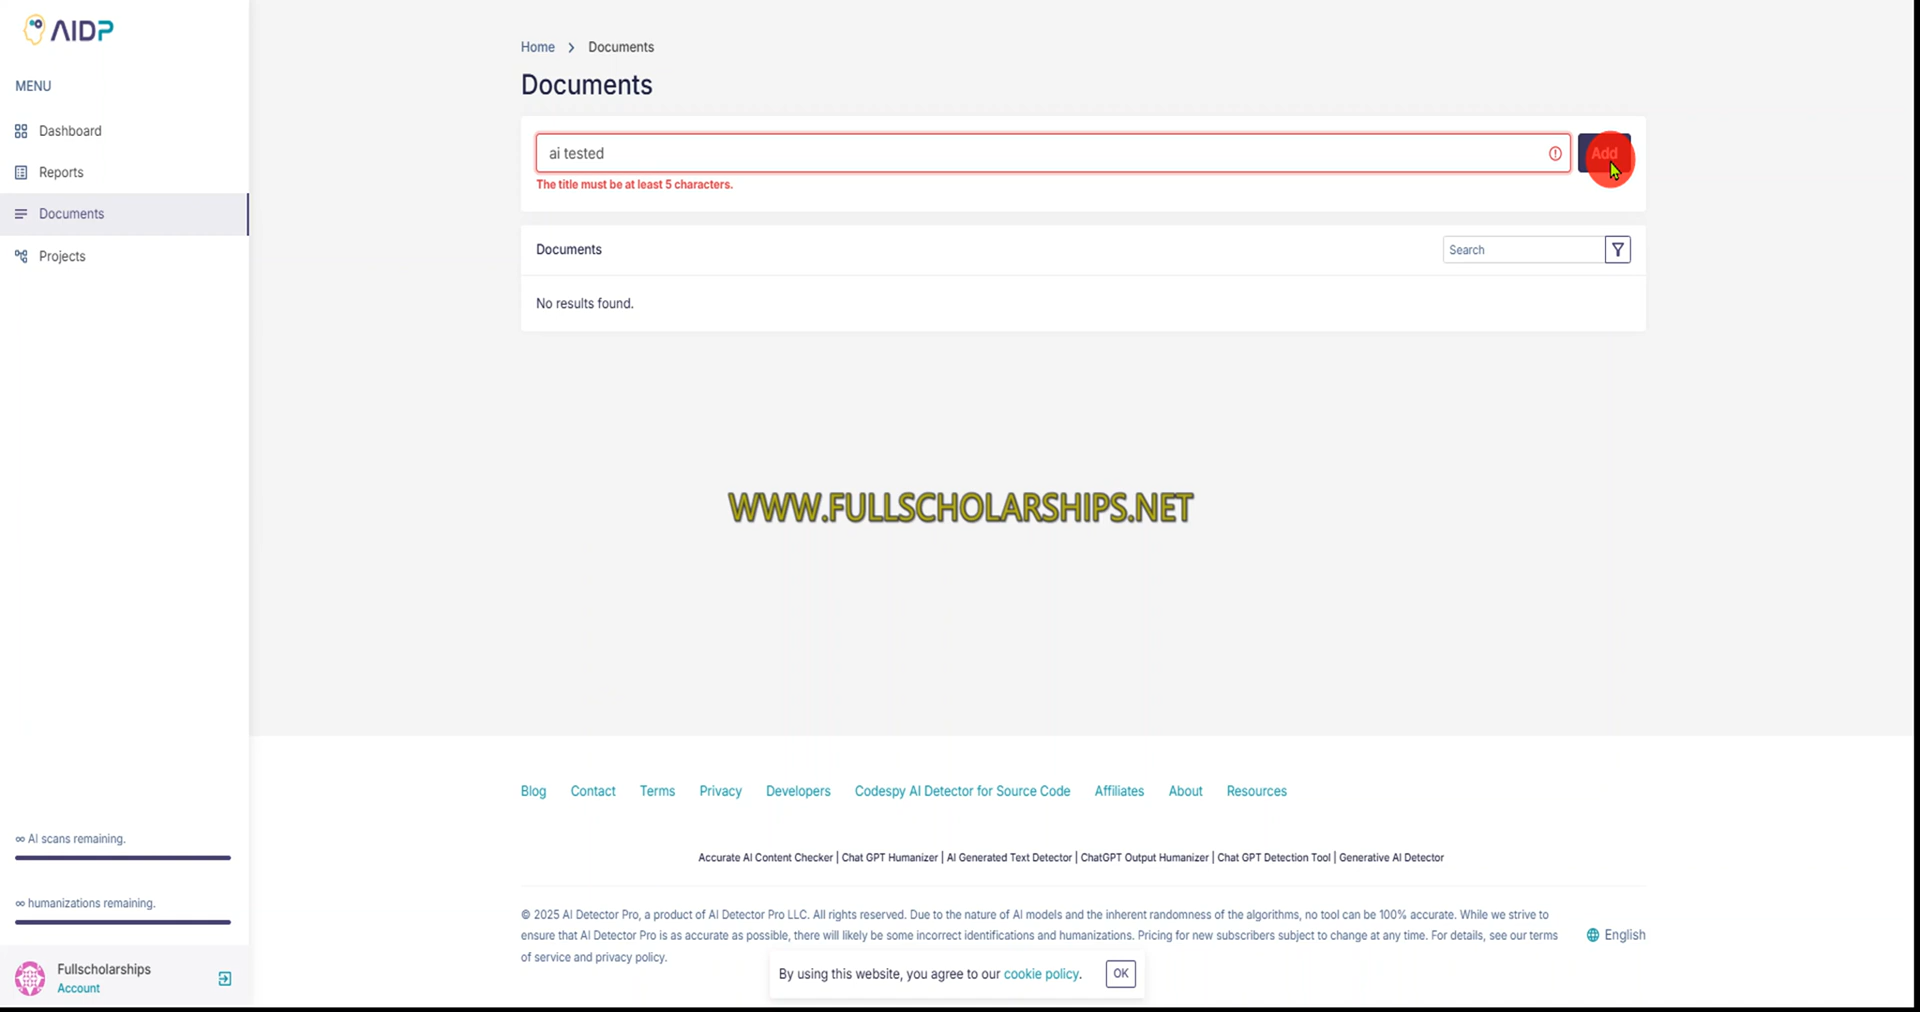 AIDP
MENU
Dashboard
Reports
Documents
Projects
Home > Documents
Documents
ai tested
Add
The title must be at least 5 characters.
Documents
Search
No results found.
WWW.FULLSCHOLARSHIPS.NET
Blog Contact Terms Privacy Developers Codespy AI Detector for Source Code Affiliates About Resources
Accurate AI Content Checker | Chat GPT Humanizer | AI Generated Text Detector | ChatGPT Output Humanizer | Chat GPT Detection Tool | Generative AI Detector
© 2025 AI Detector Pro, a product of AI Detector Pro LLC. All rights reserved. Due to the nature of AI models and the inherent randomness of the algorithms, no tool can be 100% accurate. While we strive to
ensure that AI Detector Pro is as accurate as possible, there will likely be some incorrect identifications and humanizations. Pricing for new subscribers subject to change at any time. For details, see our terms
of service and privacy policy.
English
By using this website, you agree to our cookie policy. OK
∞ AI scans remaining.
∞ humanizations remaining.
Fullscholarships
Account